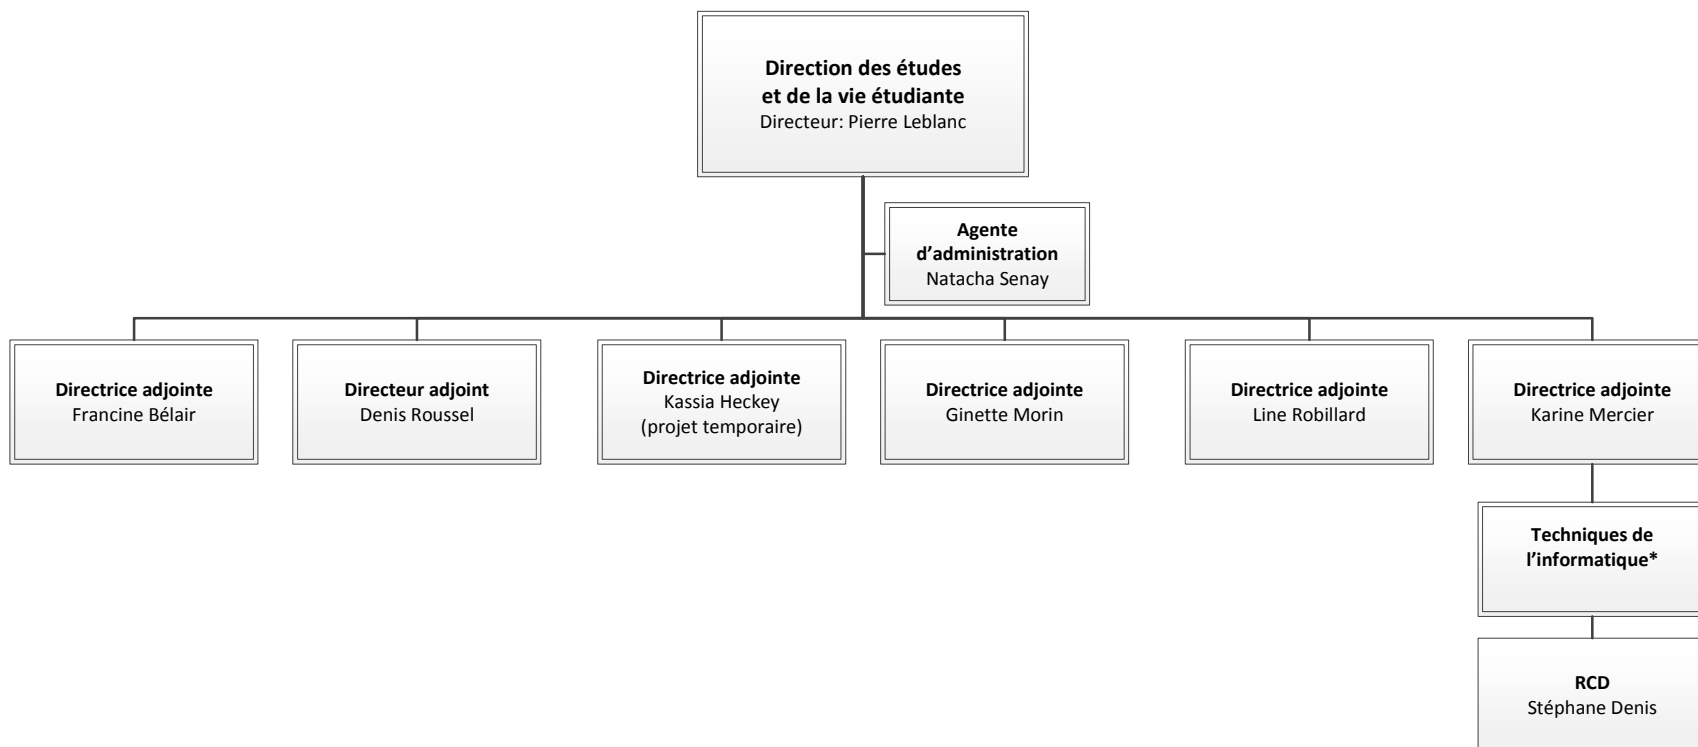 Direction des études
et de la vie étudiante
Directeur: Pierre Leblanc
Agente
d’administration
Natacha Senay
Directrice adjointe
Francine Bélair
Directeur adjoint
Denis Roussel
Directrice adjointe
Kassia Heckey
(projet temporaire)
Directrice adjointe
Ginette Morin
Directrice adjointe
Line Robillard
Directrice adjointe
Karine Mercier
Techniques de
l’informatique*
RCD
Stéphane Denis